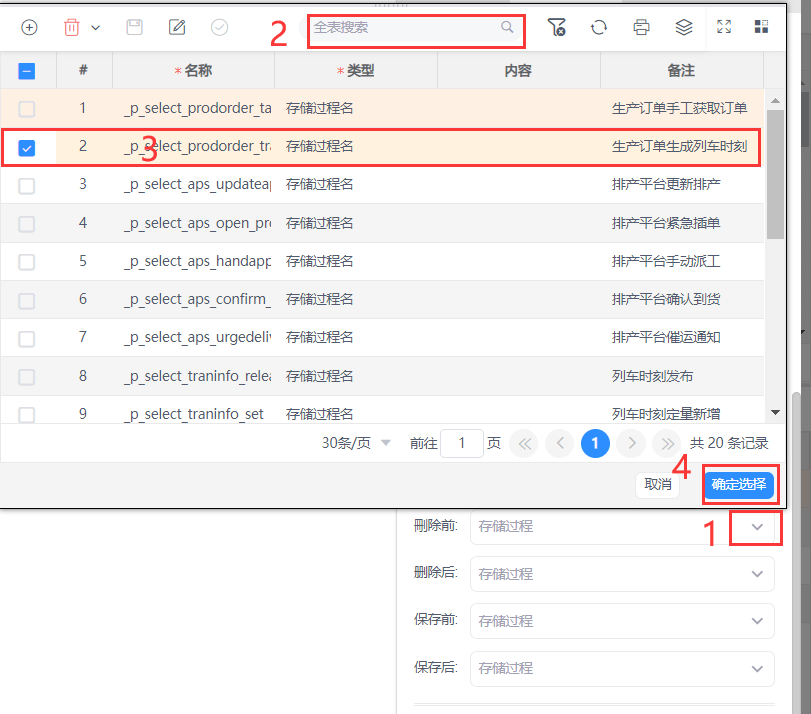 2 全表搜索
# *名称 *类型 内容 备注
1 _p_select_prodorder_ta 存储过程名 生产订单手工获取订单
2 _p_select_prodorder_tra 存储过程名 生产订单生成列车时刻
3
3 _p_select_aps_updateap 存储过程名 排产平台更新排产
4 _p_select_aps_open_pro 存储过程名 排产平台紧急插单
5 _p_select_aps_handapp 存储过程名 排产平台手动派工
6 _p_select_aps_confirm_ 存储过程名 排产平台确认到货
7 _p_select_aps_urgedeliv 存储过程名 排产平台催运通知
8 _p_select_traninfo_relea 存储过程名 列车时刻发布
9 _p_select_traninfo_set 存储过程名 列车时刻定量新增
30条/页 前往 1 页 1 共 20 条记录
4
取消 确定选择
删除前: 存储过程 1
删除后: 存储过程
保存前: 存储过程
保存后: 存储过程